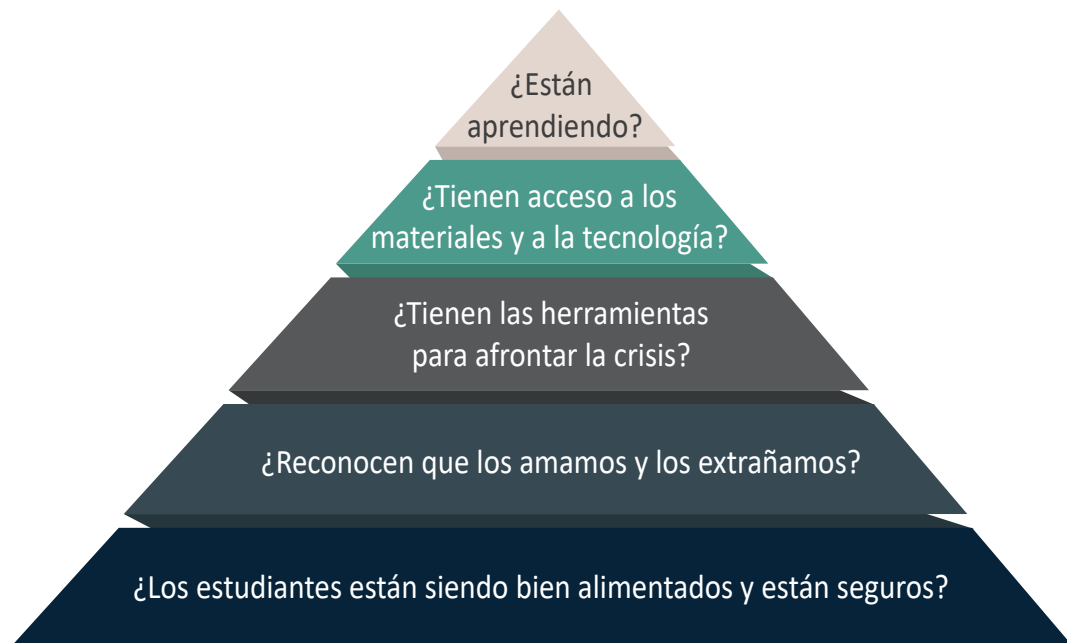 ¿Están
aprendiendo?
¿Tienen acceso a los
materiales y a la tecnología?
¿Tienen las herramientas
para afrontar la crisis?
¿Reconocen que los amamos y los extrañamos?
¿Los estudiantes están siendo bien alimentados y están seguros?